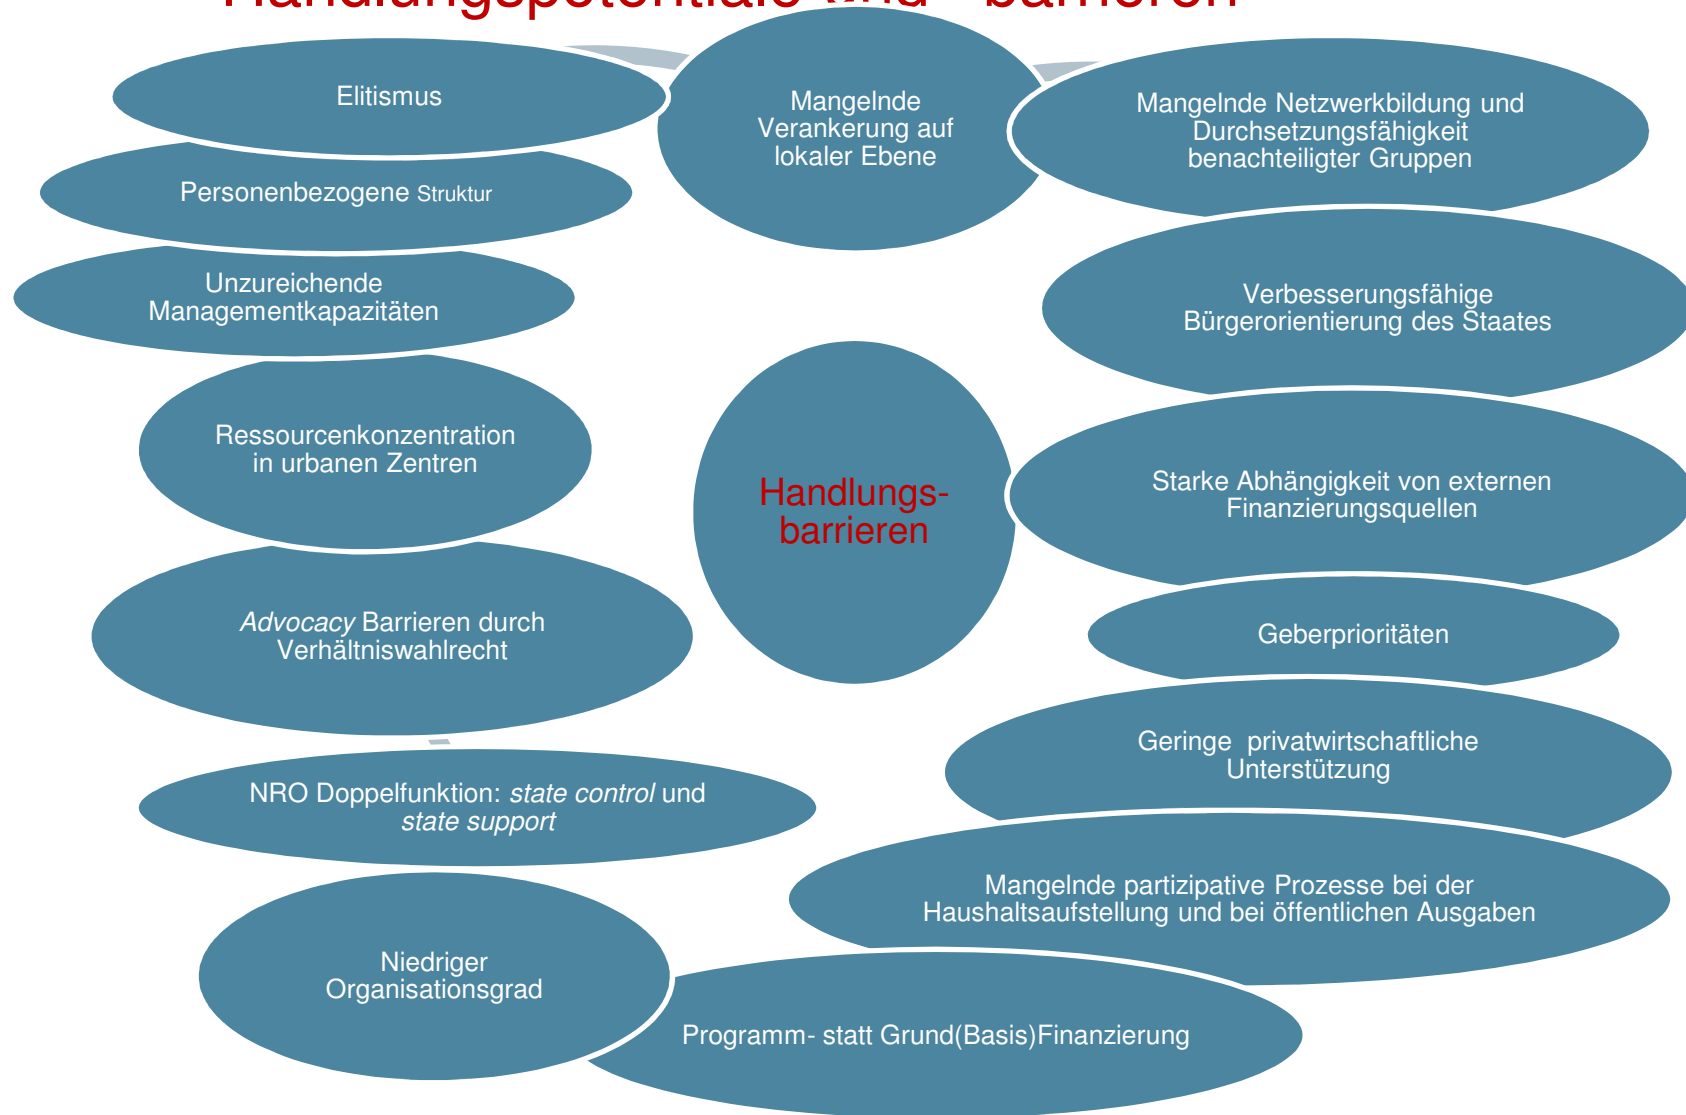 Handlungspotentiale und -barrieren
Mangelnde
Verankerung auf
lokaler Ebene
Mangelnde Netzwerkbildung und
Durchsetzungsfähigkeit
benachteiligter Gruppen
Verbesserungsfähige
Bürgerorientierung des Staates
Starke Abhängigkeit von externen
Finanzierungsquellen
Geberprioritäten
Geringe privatwirtschaftliche
Unterstützung
Mangelnde partizipative Prozesse bei der
Haushaltsaufstellung und bei öffentlichen Ausgaben
Programm- statt Grund(Basis)Finanzierung
Niedriger
Organisationsgrad
NRO Doppelfunktion: state control und
state support
Advocacy Barrieren durch
Verhältniswahlrecht
Ressourcenkonzentration
in urbanen Zentren
Unzureichende
Managementkapazitäten
Personenbezogene Struktur
Elitismus
Handlungs-
barrieren